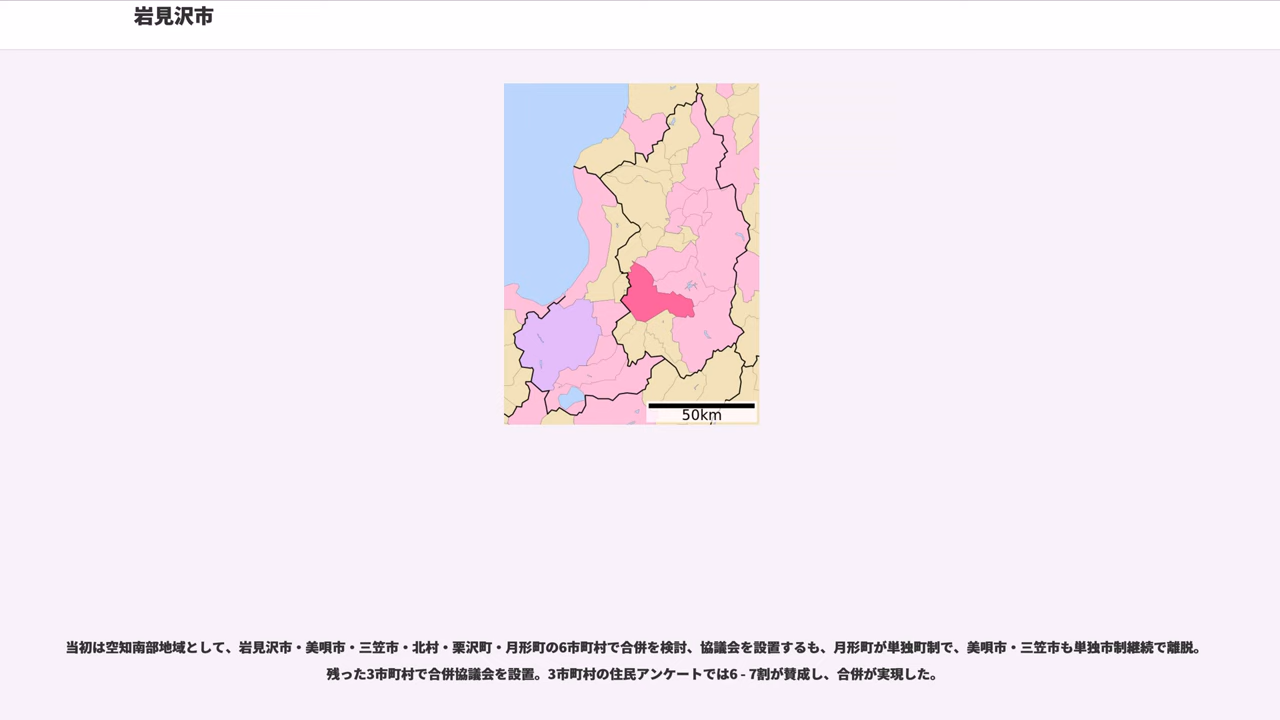 岩見沢市
50km
当初は空知南部地域として、岩見沢市・美唄市・三笠市・北村・栗沢町・月形町の6市町村で合併を検討、協議会を設置するも、月形町が単独町制で、美唄市・三笠市も単独市制継続で離脱。
残った3市町村で合併協議会を設置。3市町村の住民アンケートでは6 - 7割が賛成し、合併が実現した。